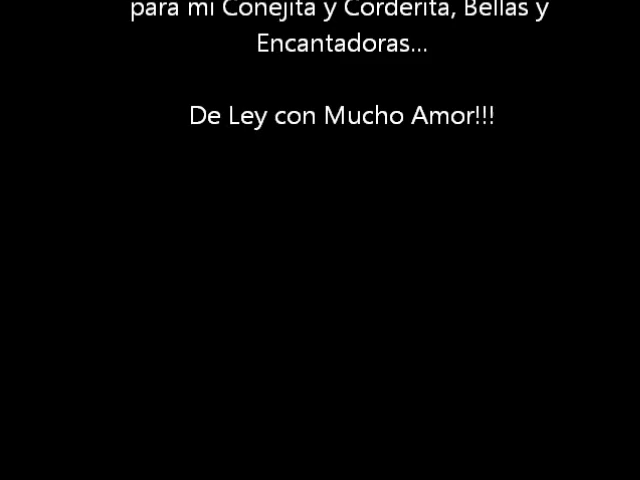 para mi Conejita y Corderita, Bellas y
Encantadoras...
De Ley con Mucho Amor!!!